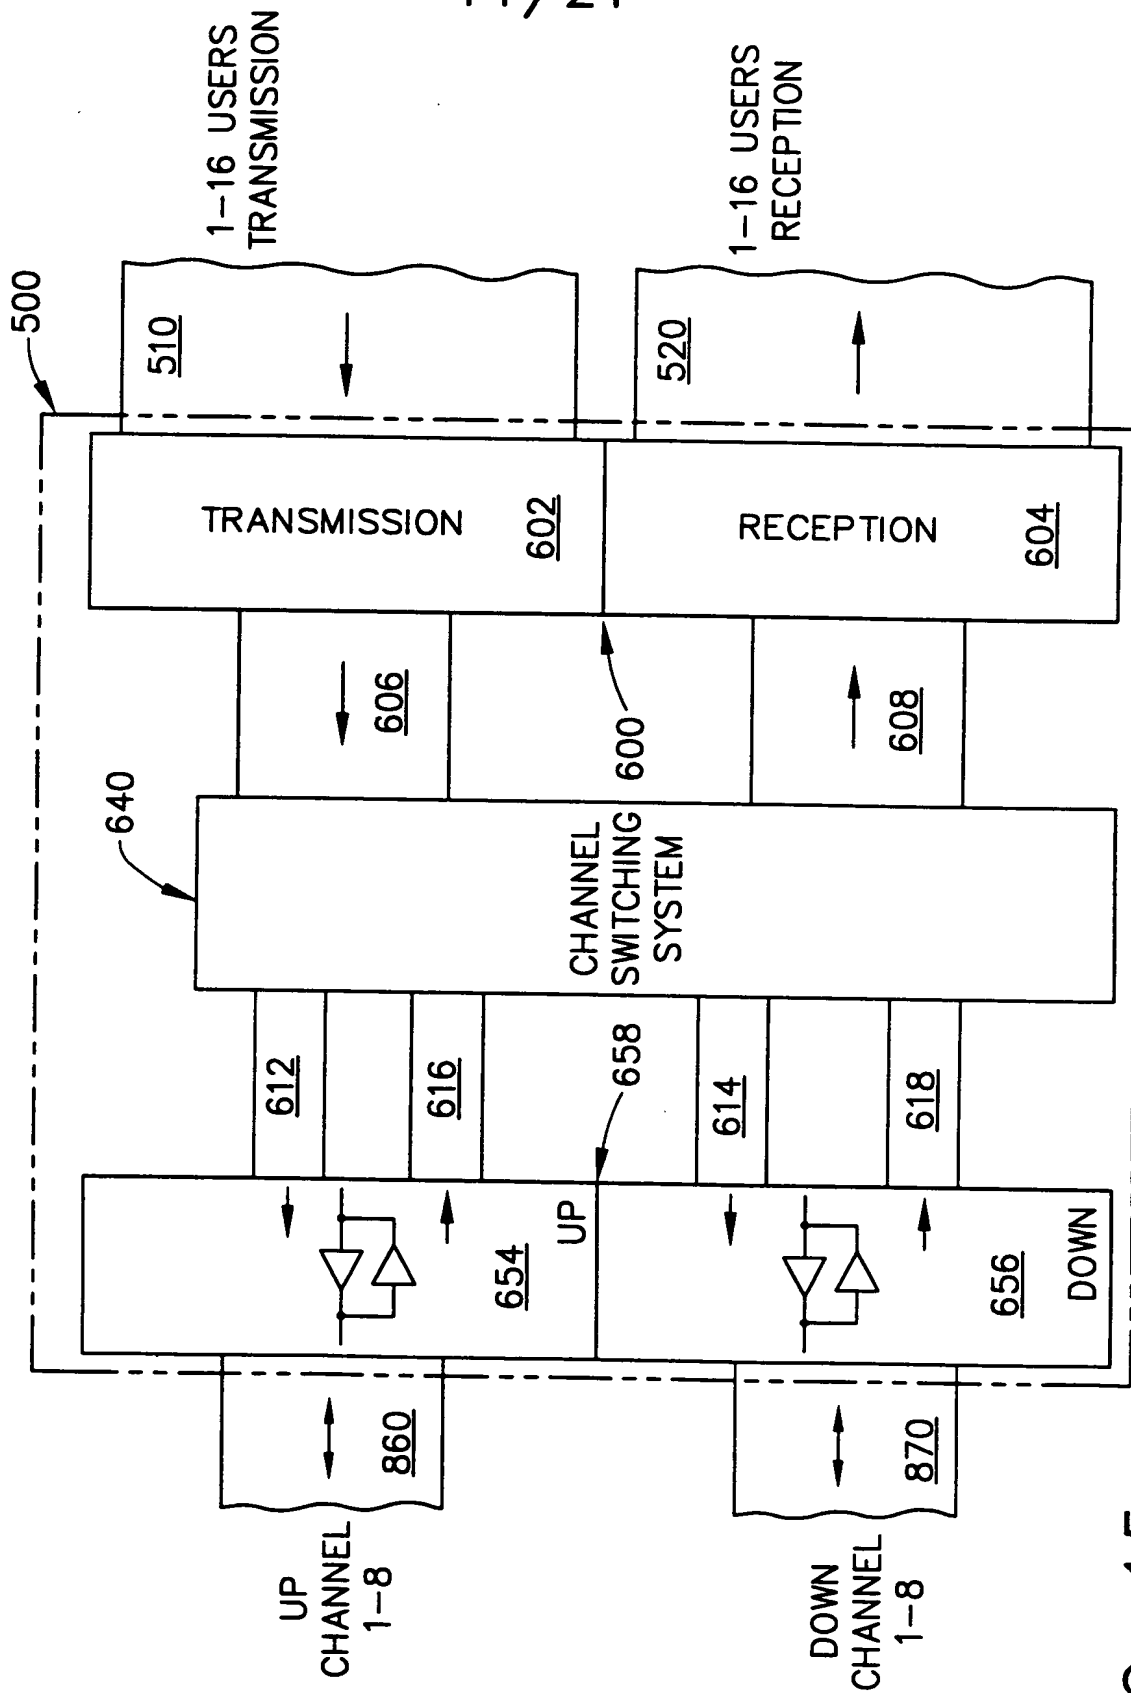 1-16 USERS
TRANSMISSION
1-16 USERS
RECEPTION
500
510
520
TRANSMISSION
602
RECEPTION
604
606
600
608
640
CHANNEL
SWITCHING
SYSTEM
612
616
658
614
618
654
UP
656
DOWN
860
870
UP
CHANNEL
1-8
DOWN
CHANNEL
1-8